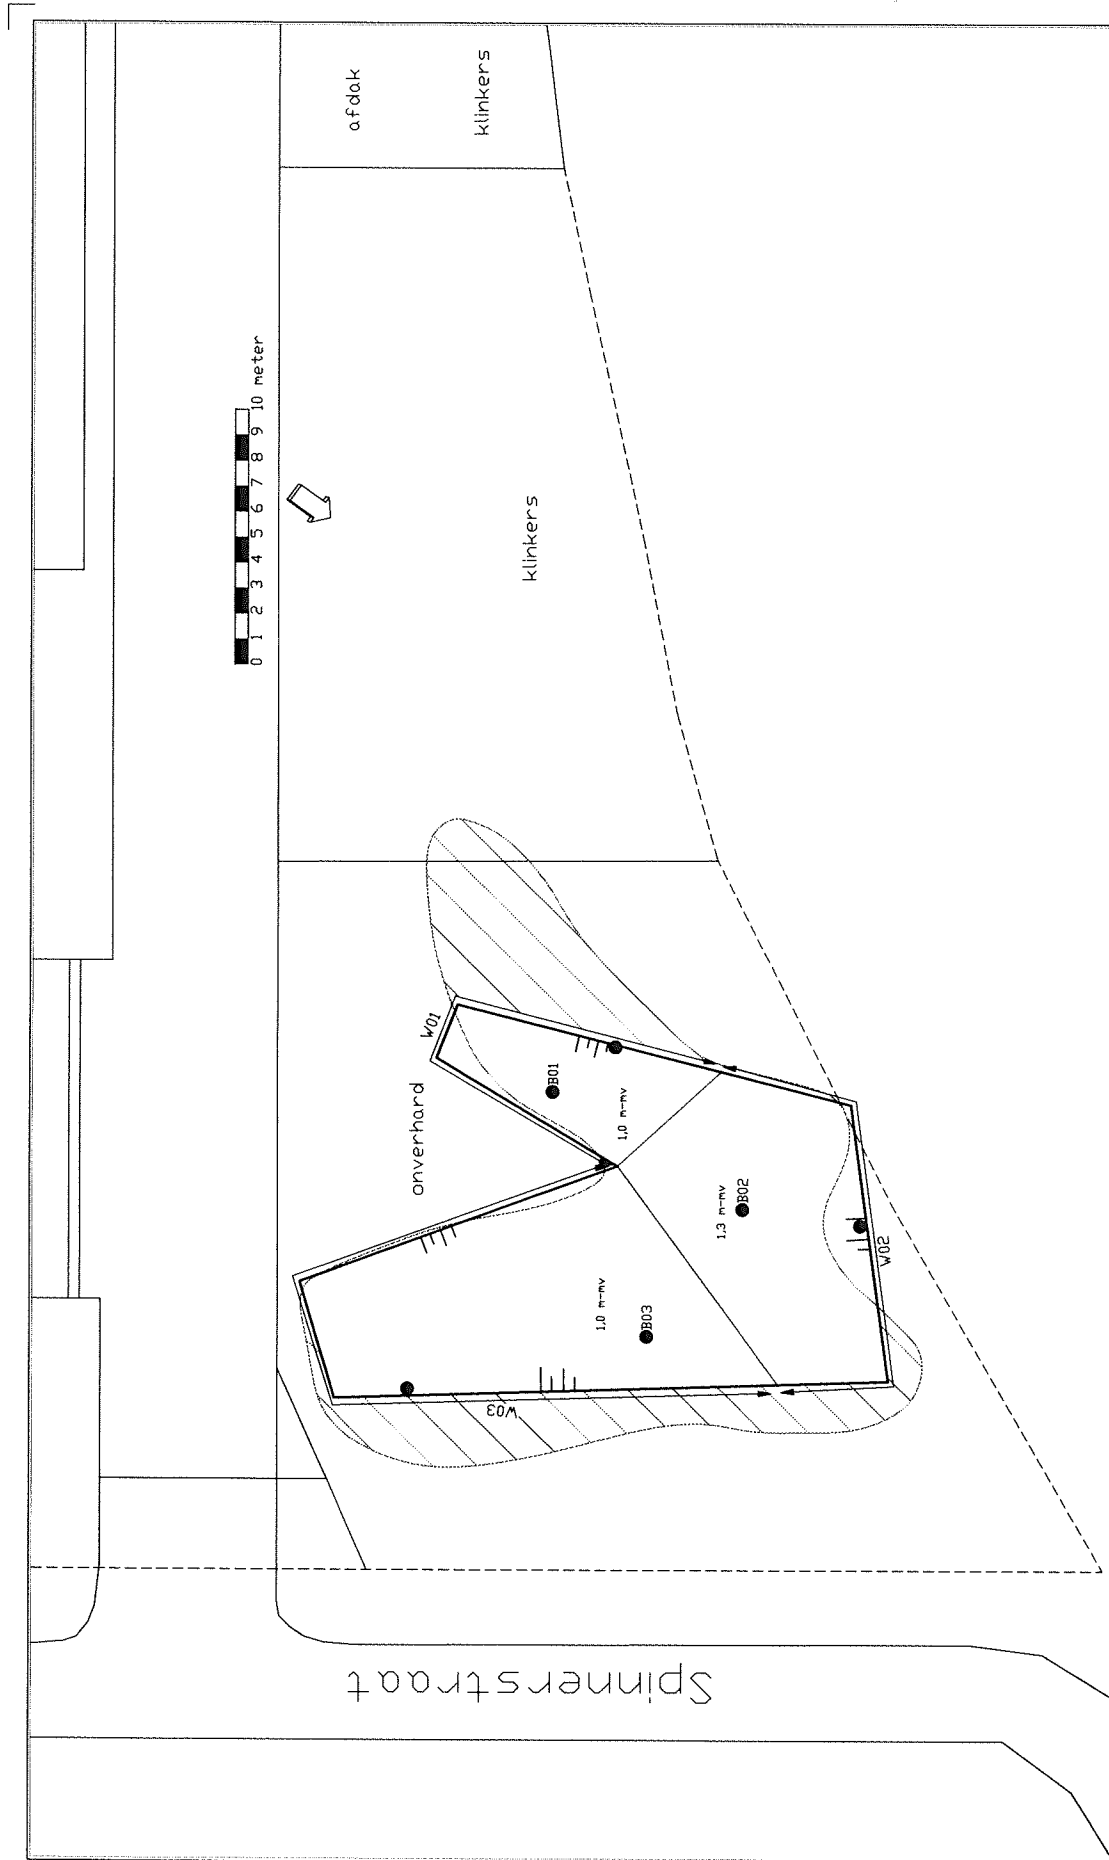 afdak
klinkers
0 1 2 3 4 5 6 7 8 9 10 meter
klinkers
W01
onverhard
B01
1,0 m-mv
B02
1,3 m-mv
W02
1,0 m-mv
B03
W03
Spinnerstraat